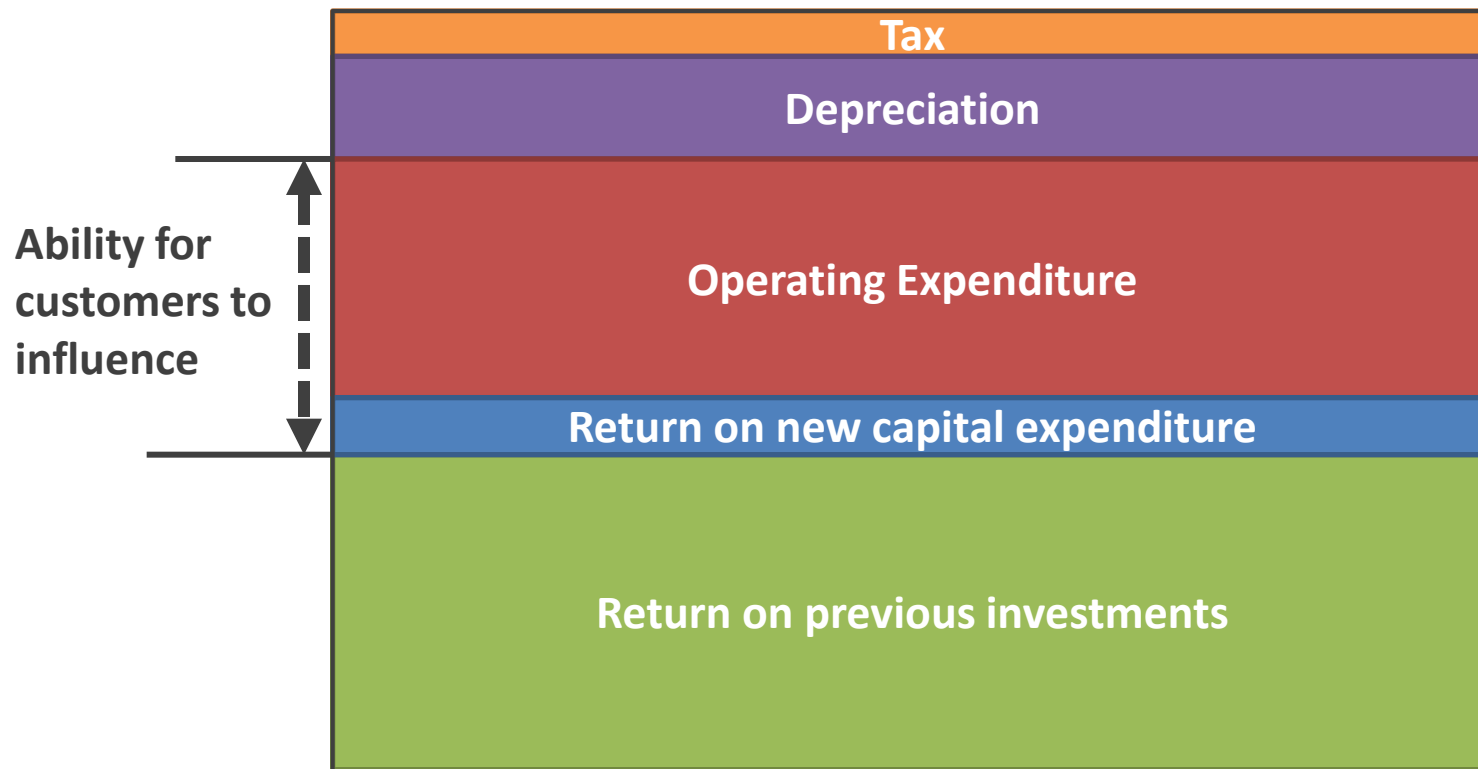 Tax
Depreciation
Ability for
customers to
influence
Operating Expenditure
Return on new capital expenditure
Return on previous investments